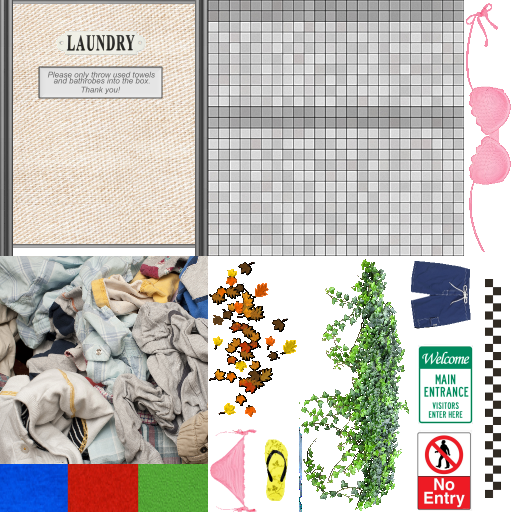 LAUNDRY
Please only throw used towels
and bathrobes into the box.
Thank you!
Welcome
MAIN
ENTRANCE
VISITORS
ENTER HERE
No
Entry